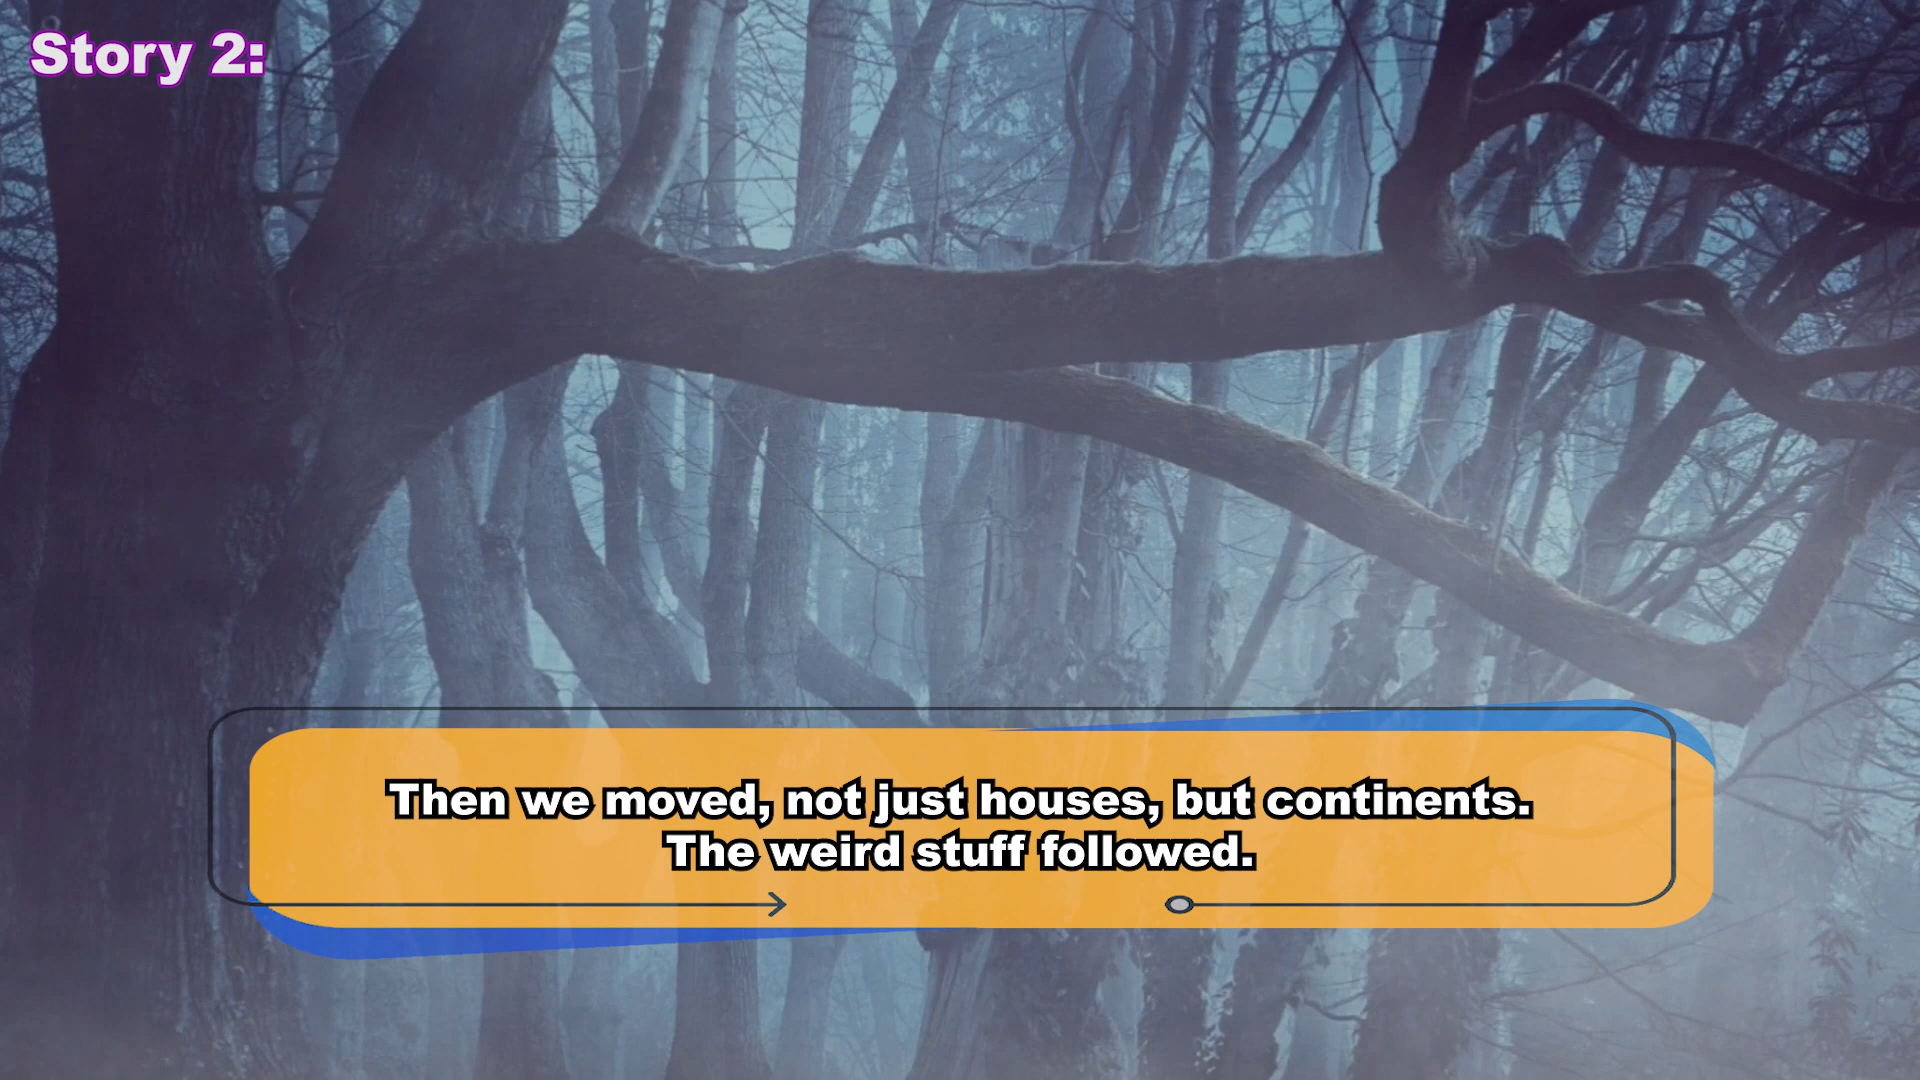 Story 2:
Then we moved, not just houses, but continents.
The weird stuff followed.